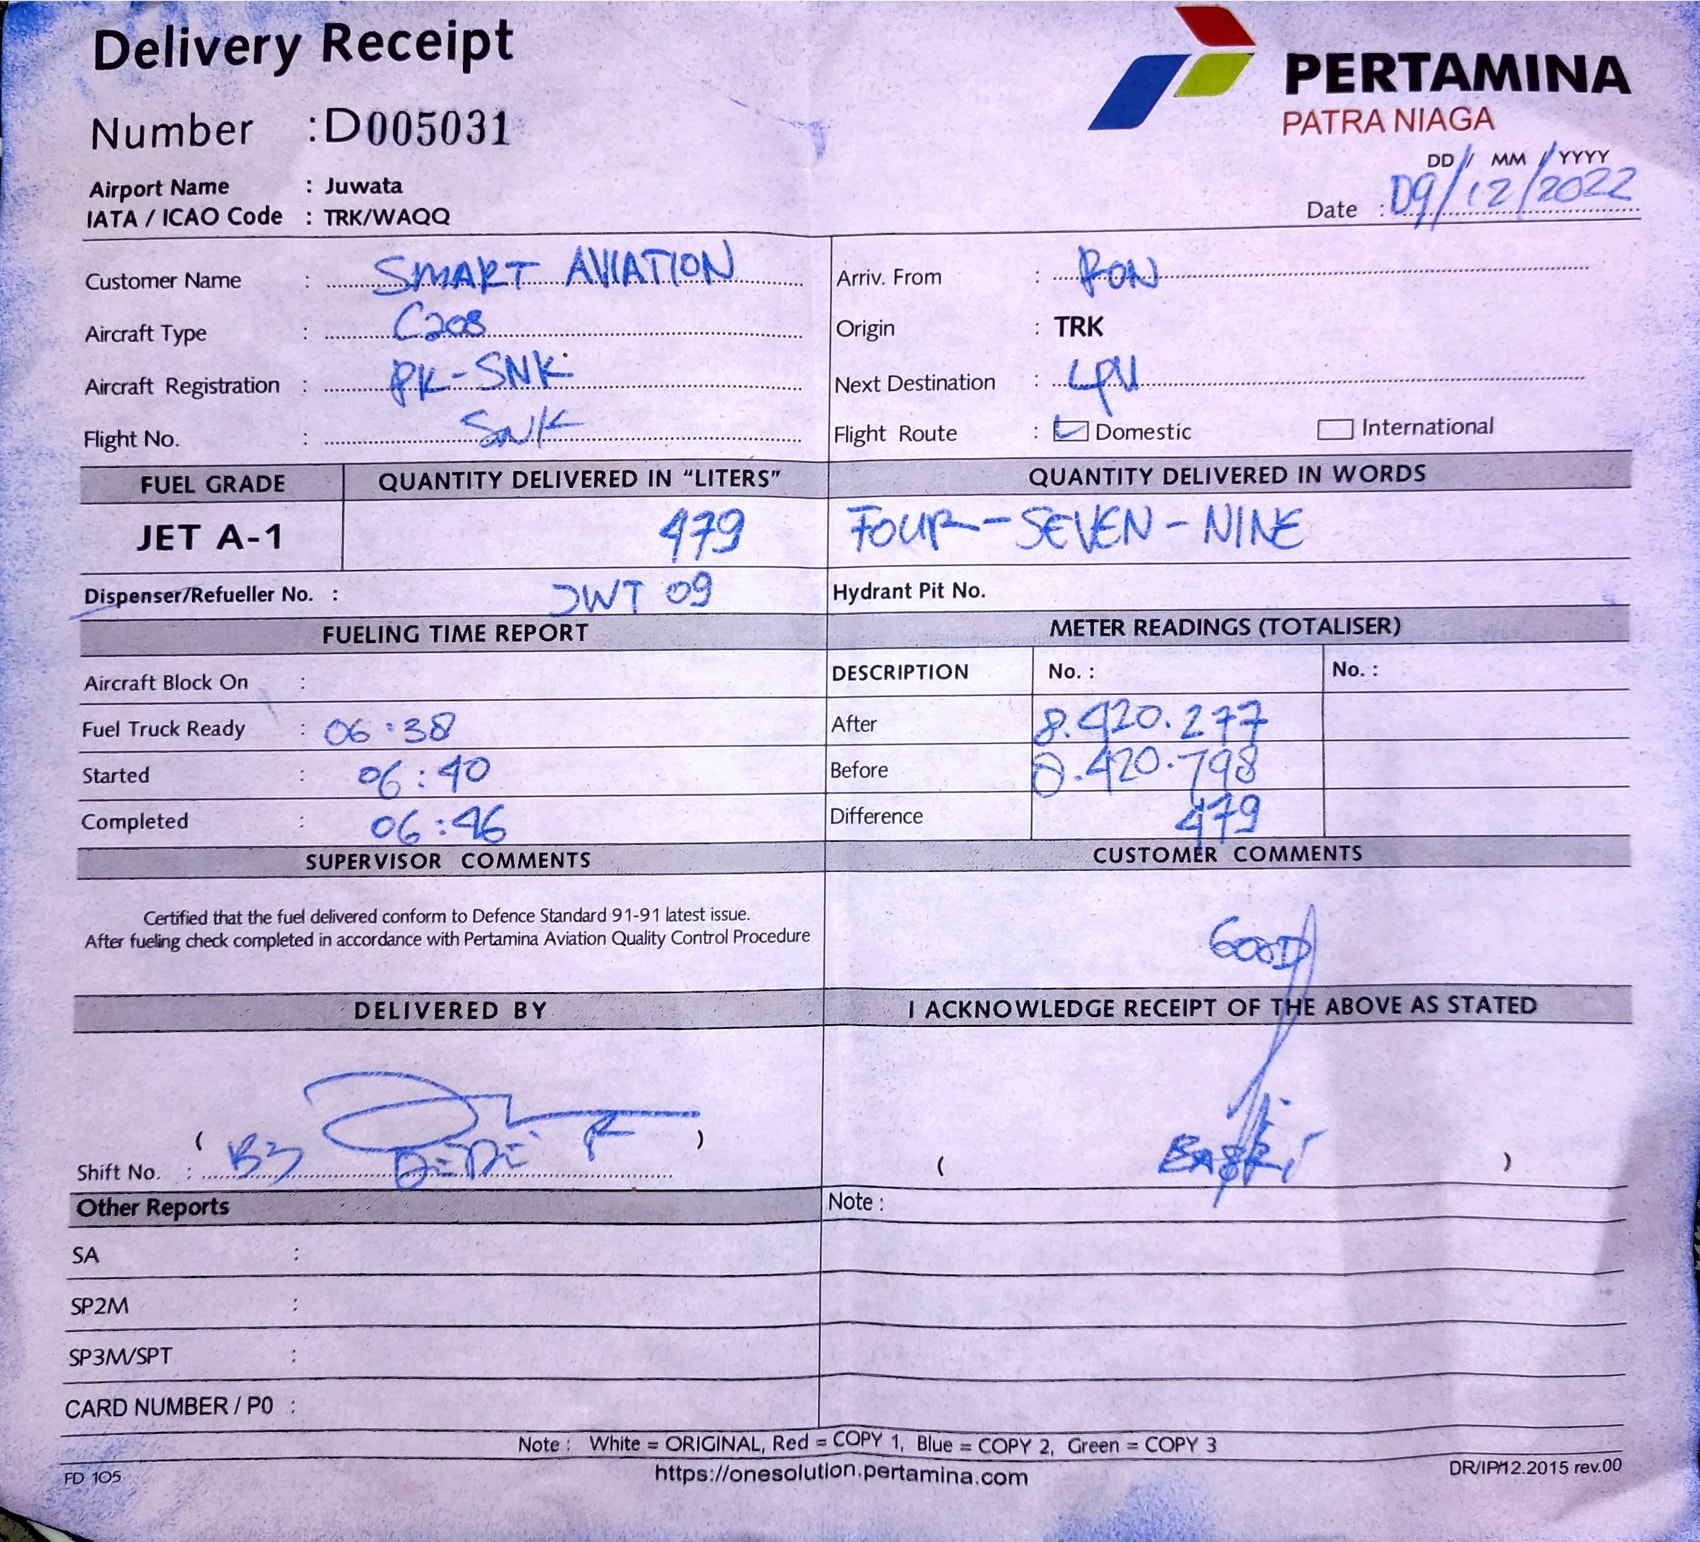 Delivery Receipt
PERTAMINA
PATRA NIAGA
Number : D005031
Airport Name : Juwata
IATA / ICAO Code : TRK/WAQQ
DD / MM / YYYY
Date : 09/12/2022
Customer Name : SMART AVIATION
Arriv. From : RON
Aircraft Type : C208
Origin : TRK
Aircraft Registration : PK-SNK
Next Destination : LPU
Flight No. : SNK
Flight Route : Domestic International
FUEL GRADE QUANTITY DELIVERED IN “LITERS” QUANTITY DELIVERED IN WORDS
JET A-1 479 FOUR-SEVEN-NINE
Dispenser/Refueller No. : JWT 09 Hydrant Pit No.
FUELING TIME REPORT METER READINGS (TOTALISER)
Aircraft Block On : DESCRIPTION No. : No. :
Fuel Truck Ready : 06:38 After 8.420.277
Started : 06:40 Before 8.420.798
Completed : 06:46 Difference 479
SUPERVISOR COMMENTS CUSTOMER COMMENTS
Certified that the fuel delivered conform to Defence Standard 91-91 latest issue.
After fueling check completed in accordance with Pertamina Aviation Quality Control Procedure
GOOD
DELIVERED BY I ACKNOWLEDGE RECEIPT OF THE ABOVE AS STATED
( )
Shift No. : B3 DEDE R
( )
Other Reports Note :
SA :
SP2M :
SP3M/SPT :
CARD NUMBER / P0 :
Note : White = ORIGINAL, Red = COPY 1, Blue = COPY 2, Green = COPY 3
FD 105 https://onesolution.pertamina.com DR/IP/12.2015 rev.00